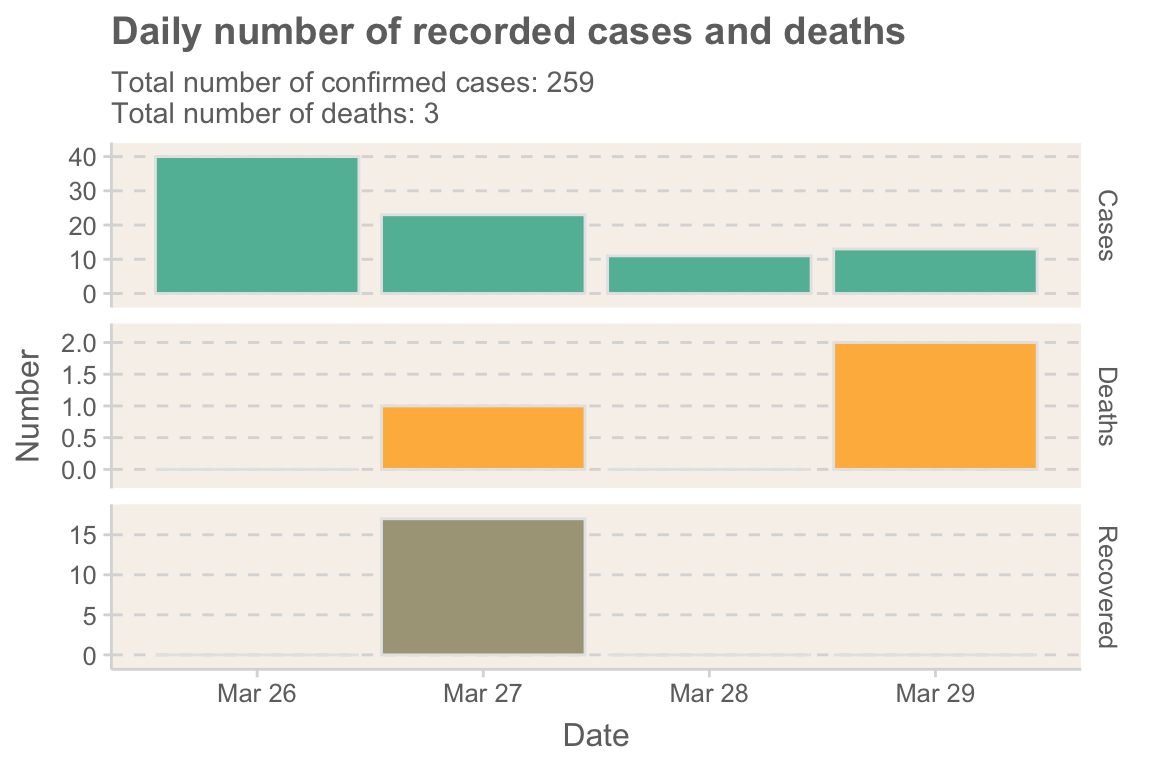 Daily number of recorded cases and deaths
Total number of confirmed cases: 259
Total number of deaths: 3
40
30
20
10
0
Cases
2.0
1.5
1.0
0.5
0.0
Deaths
Number
15
10
5
0
Recovered
Mar 26
Mar 27
Mar 28
Mar 29
Date